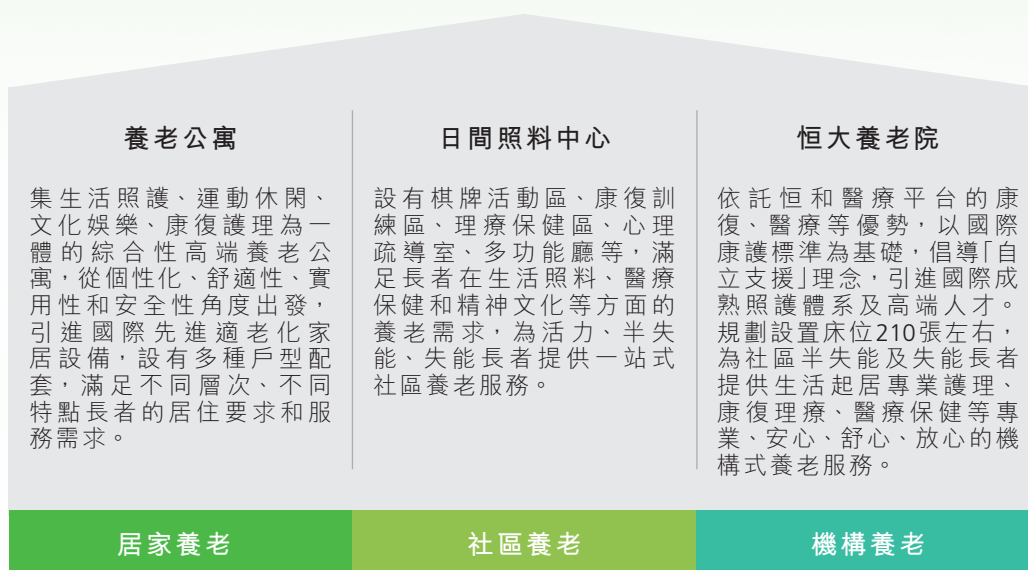 養老公寓
集生活照護、運動休閑、
文化娛樂、康復護理為一
體的綜合性高端養老公
寓，從個性化、舒適性、實
用性和安全性角度出發，
引進國際先進適老化家
居設備，設有多種戶型配
套，滿足不同層次、不同
特點長者的居住要求和服
務需求。
日間照料中心
設有棋牌活動區、康復訓
練區、理療保健區、心理
疏導室、多功能廳等，滿
足長者在生活照料、醫療
保健和精神文化等方面的
養老需求，為活力、半失
能、失能長者提供一站式
社區養老服務。
恒大養老院
依託恒和醫療平台的康
復、醫療等優勢，以國際
康護標準為基礎，倡導「自
立支援」理念，引進國際成
熟照護體系及高端人才。
規劃設置床位210張左右，
為社區半失能及失能長者
提供生活起居專業護理、
康復理療、醫療保健等專
業、安心、舒心、放心的機
構式養老服務。
居家養老
社區養老
機構養老